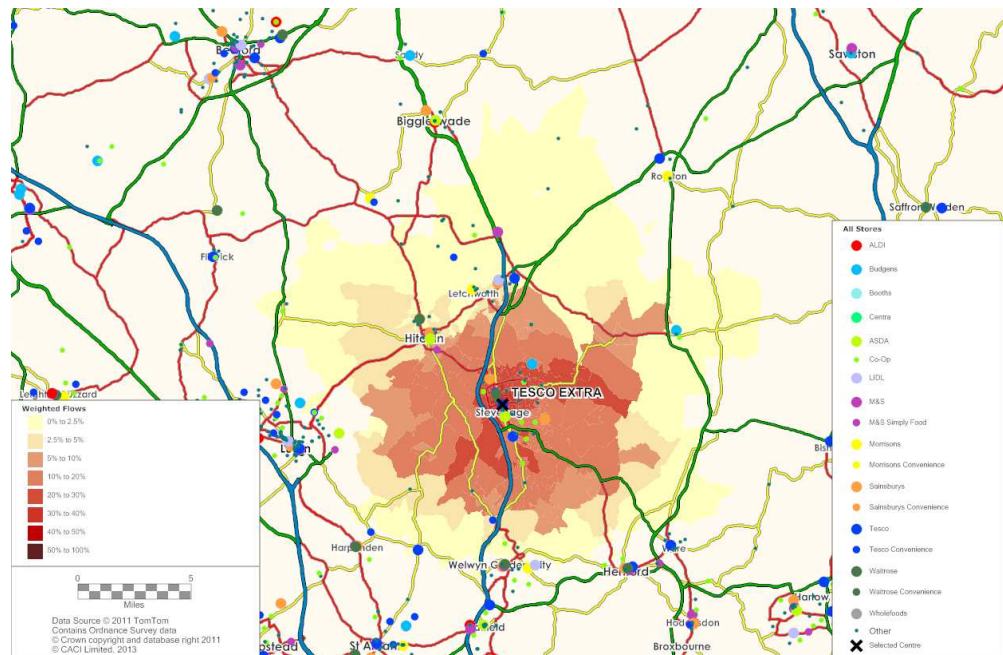 Bedford
Sandy
Sawston
Biggleswade
Royston
Saffron Walden
Flitwick
Letchworth
Hitchin
TESCO EXTRA
Stevenage
Luton
Harpenden
Welwyn Garden City
Hertford
Ware
Harlow
Hatfield
Hoddesdon
Broxbourne
St Albans
All Stores
ALDI
Budgens
Booths
Centra
ASDA
Co-Op
LIDL
M&S
M&S Simply Food
Morrisons
Morrisons Convenience
Sainsburys
Sainsburys Convenience
Tesco
Tesco Convenience
Waitrose
Waitrose Convenience
Wholefoods
Other
Selected Centre
Weighted Flows
0% to 2.5%
2.5% to 5%
5% to 10%
10% to 20%
20% to 30%
30% to 40%
40% to 50%
50% to 100%
0 5
Miles
Data Source © 2011 TomTom
Contains Ordnance Survey data
© Crown copyright and database right 2011
© CACI Limited, 2013